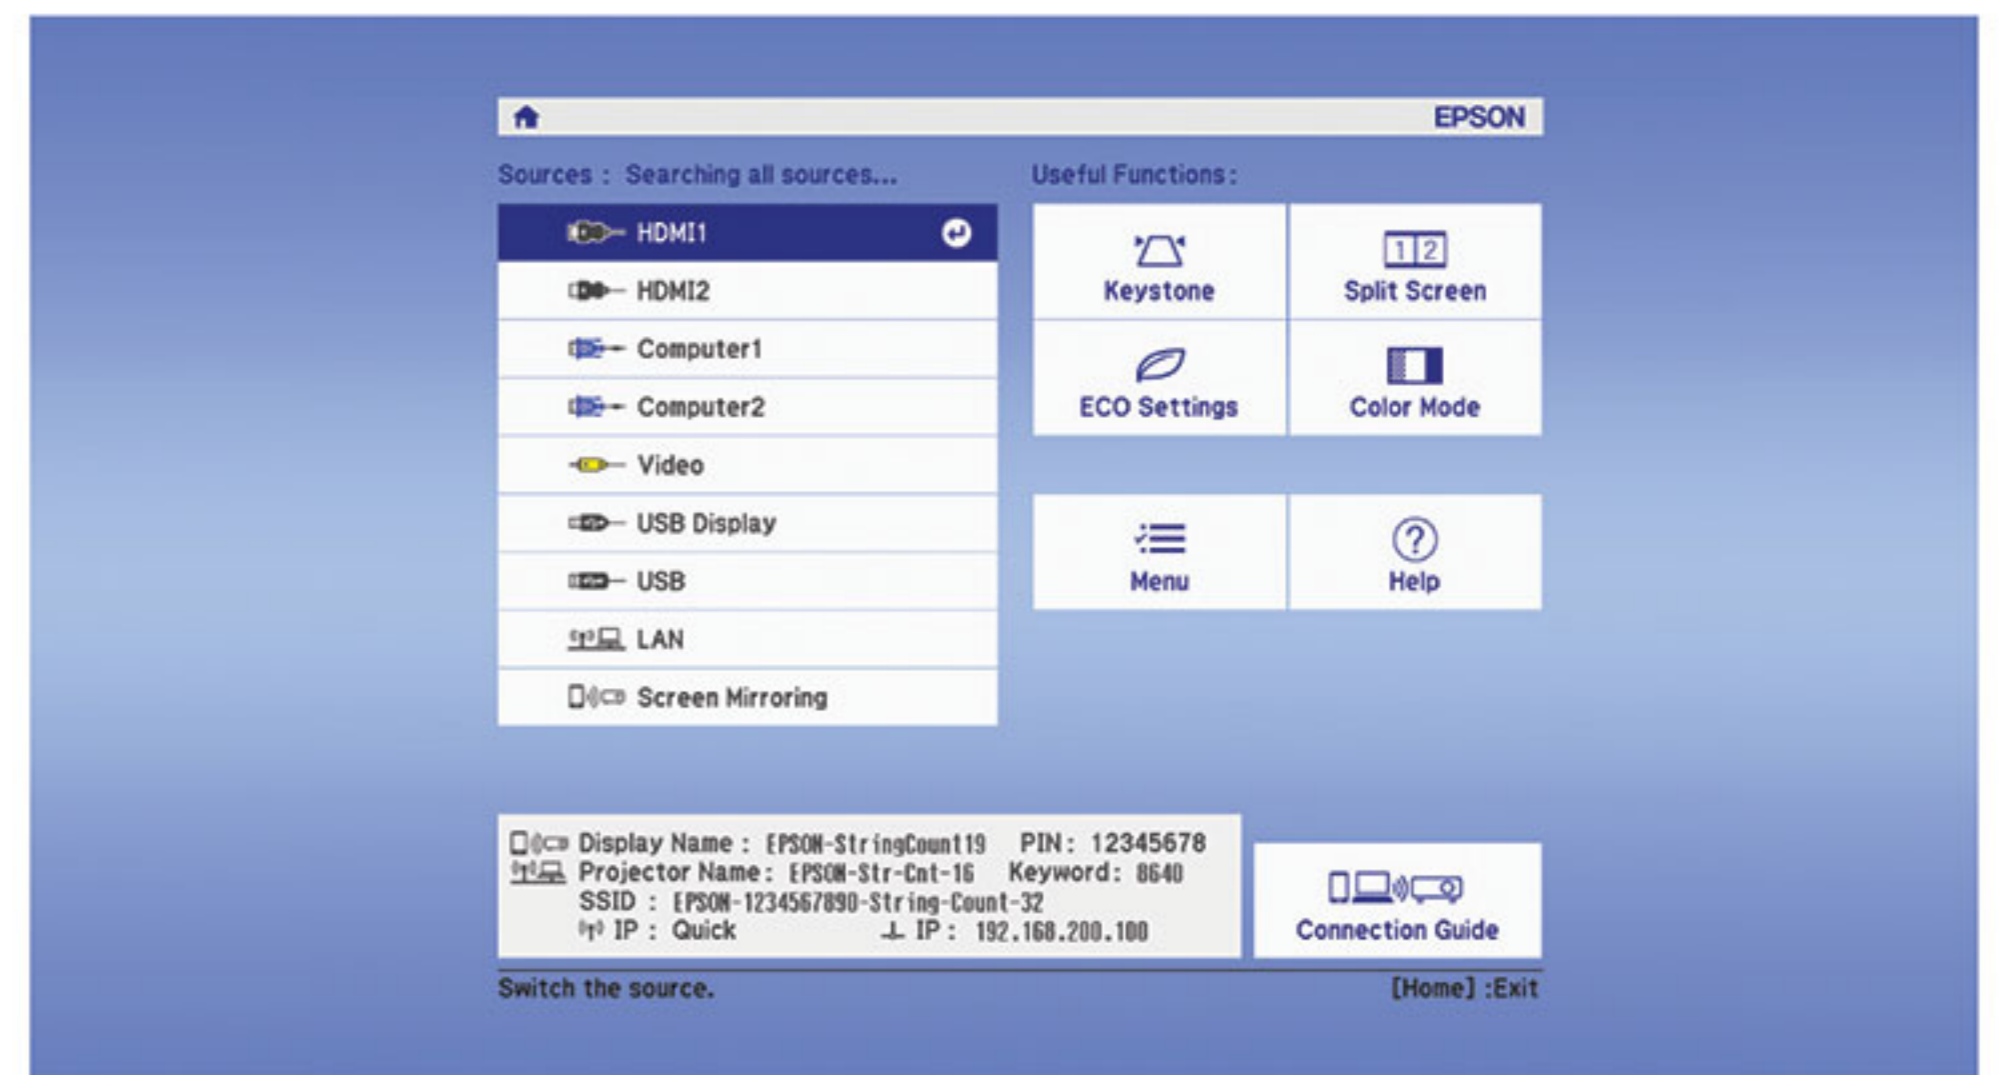 EPSON
Sources : Searching all sources...
HDMI1
HDMI2
Computer1
Computer2
Video
USB Display
USB
LAN
Screen Mirroring
Useful Functions :
Keystone
1 2
Split Screen
ECO Settings
Color Mode
Menu
?
Help
Display Name : EPSON-StringCount19 PIN : 12345678
Projector Name : EPSON-Str-Cnt-16 Keyword : 8640
SSID : EPSON-1234567890-String-Count-32
IP : Quick IP : 192.168.200.100
Connection Guide
Switch the source. [Home] :Exit